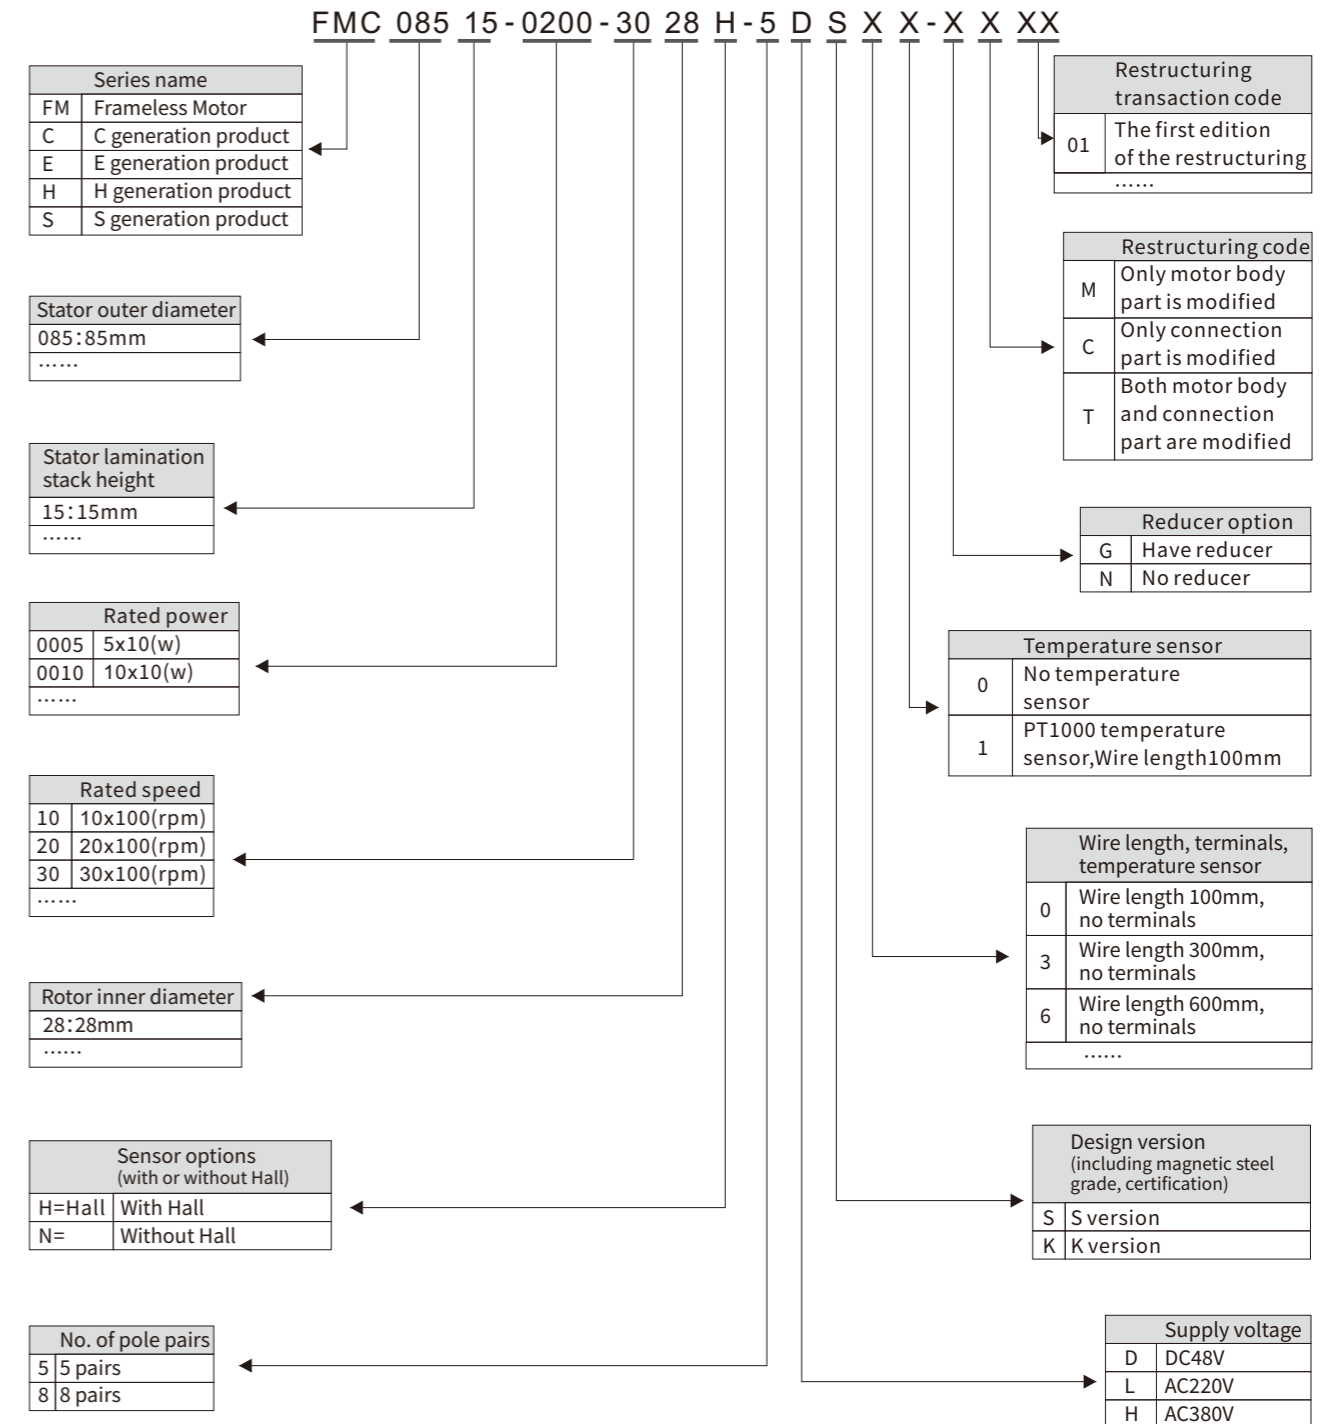 FMC 085 15-0200-30 28 H-5 D S X X-X X XX
Series name
FM Frameless Motor
C C generation product
E E generation product
H H generation product
S S generation product
Stator outer diameter
085:85mm
......
Stator lamination
stack height
15:15mm
......
Rated power
0005 5x10(w)
0010 10x10(w)
......
Rated speed
10 10x100(rpm)
20 20x100(rpm)
30 30x100(rpm)
......
Rotor inner diameter
28:28mm
......
Sensor options
(with or without Hall)
H=Hall With Hall
N= Without Hall
No. of pole pairs
5 5 pairs
8 8 pairs
Restructuring
transaction code
01 The first edition
of the restructuring
......
Restructuring code
M Only motor body
part is modified
C Only connection
part is modified
T Both motor body
and connection
part are modified
Reducer option
G Have reducer
N No reducer
Temperature sensor
0 No temperature
sensor
1 PT1000 temperature
sensor,Wire length100mm
Wire length, terminals,
temperature sensor
0 Wire length 100mm,
no terminals
3 Wire length 300mm,
no terminals
6 Wire length 600mm,
no terminals
......
Design version
(including magnetic steel
grade, certification)
S S version
K K version
Supply voltage
D DC48V
L AC220V
H AC380V